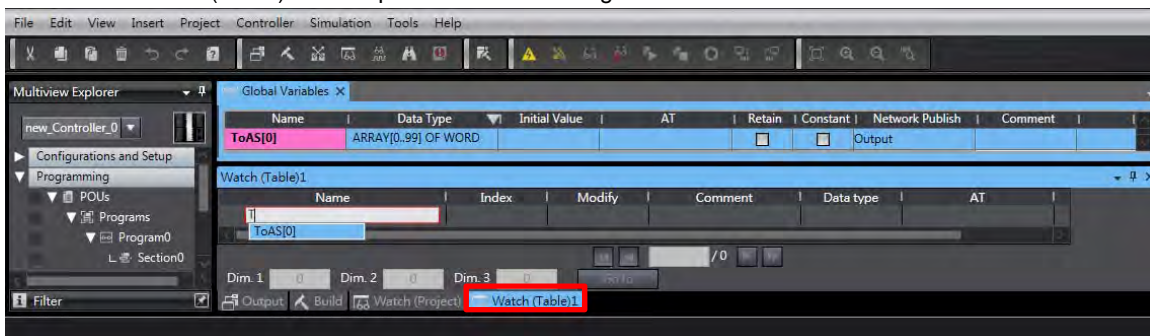 File Edit View Insert Project Controller Simulation Tools Help
Multiview Explorer
Global Variables
new_Controller_0
Name Data Type Initial Value AT Retain Constant Network Publish Comment
ToAS[0] ARRAY[0..99] OF WORD Output
Configurations and Setup
Programming
POUs
Programs
Program0
Section0
Filter
Watch (Table)1
Name Index Modify Comment Data type AT
T
ToAS[0]
/0
Dim. 1 0 Dim. 2 0 Dim. 3 0
Output Build Watch (Project) Watch (Table)1